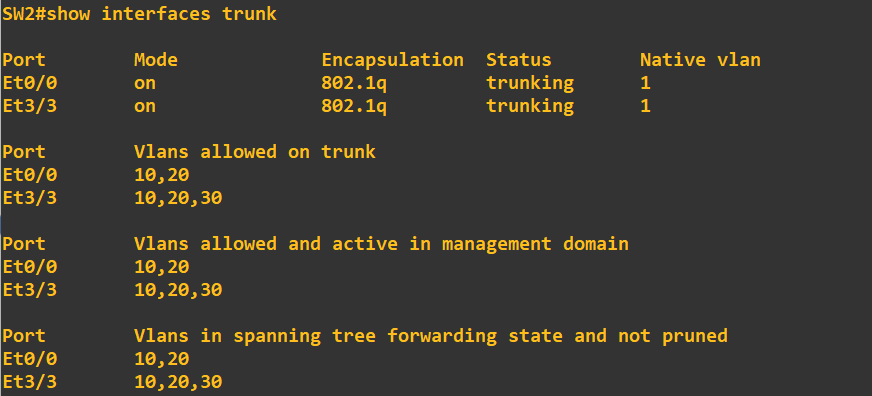 SW2#show interfaces trunk
Port Mode Encapsulation Status Native vlan
Et0/0 on 802.1q trunking 1
Et3/3 on 802.1q trunking 1
Port Vlans allowed on trunk
Et0/0 10,20
Et3/3 10,20,30
Port Vlans allowed and active in management domain
Et0/0 10,20
Et3/3 10,20,30
Port Vlans in spanning tree forwarding state and not pruned
Et0/0 10,20
Et3/3 10,20,30